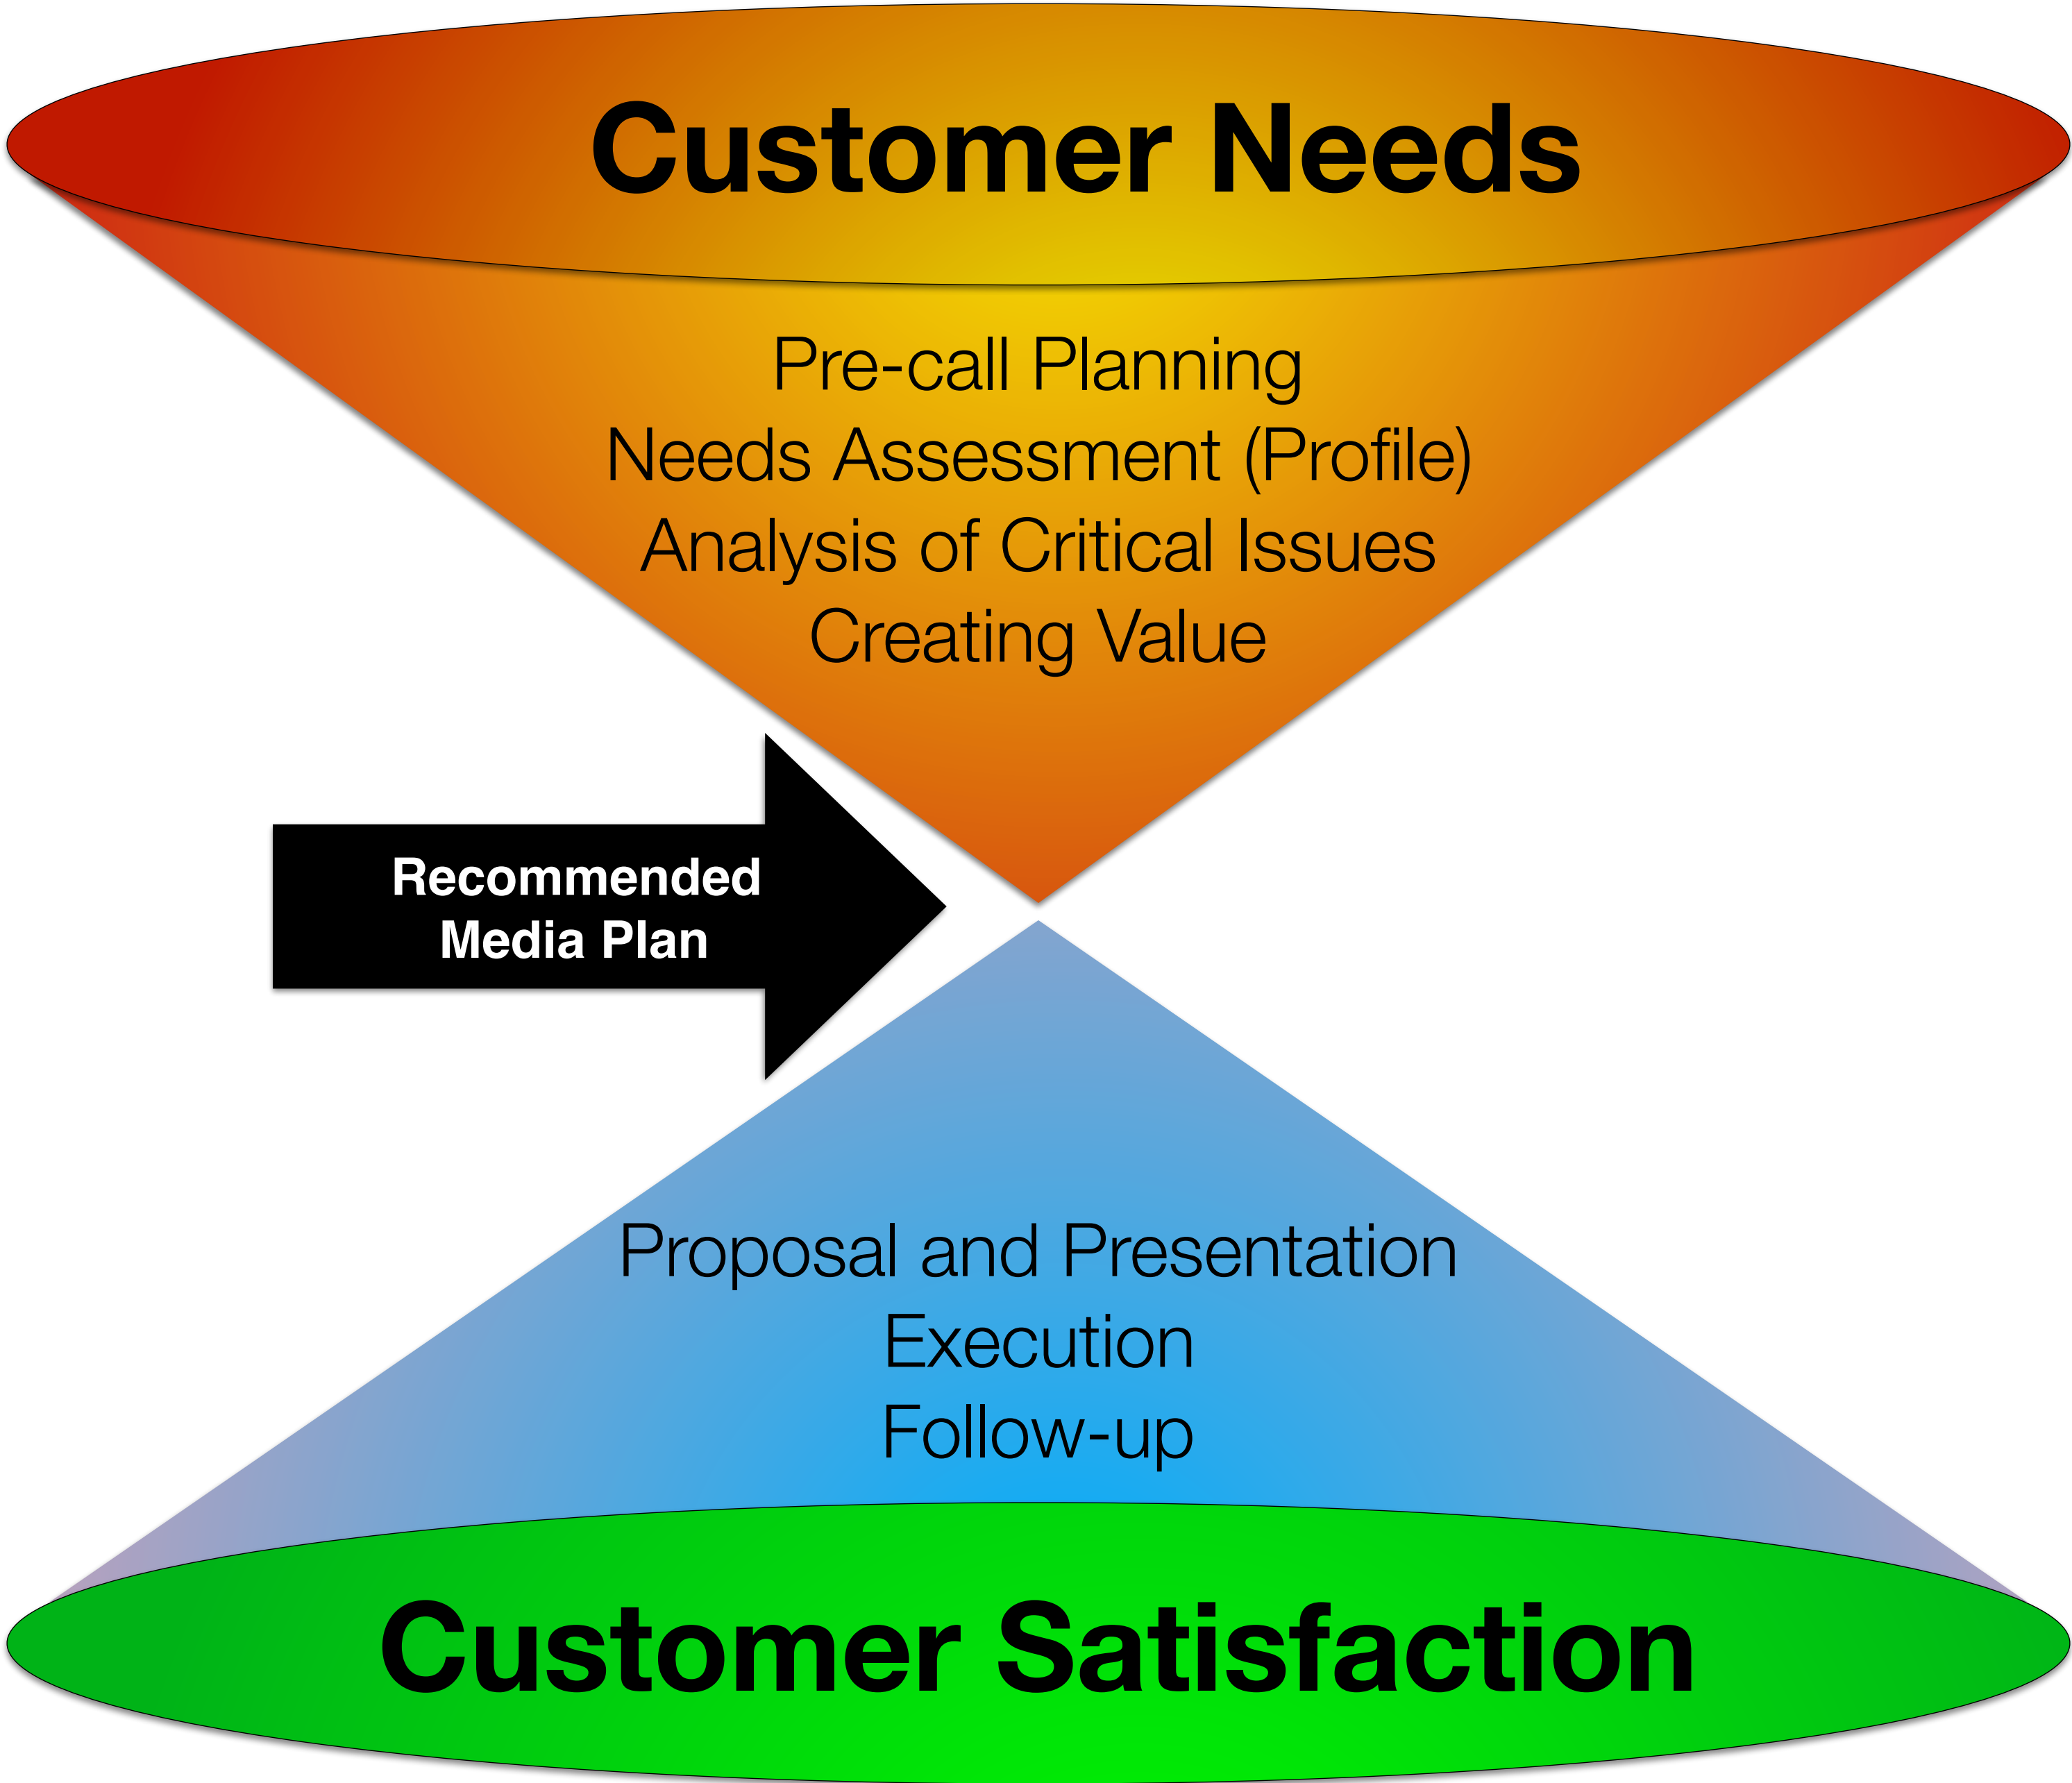 Customer Needs
Pre-call Planning
Needs Assessment (Profile)
Analysis of Critical Issues
Creating Value
Recommended
Media Plan
Proposal and Presentation
Execution
Follow-up
Customer Satisfaction